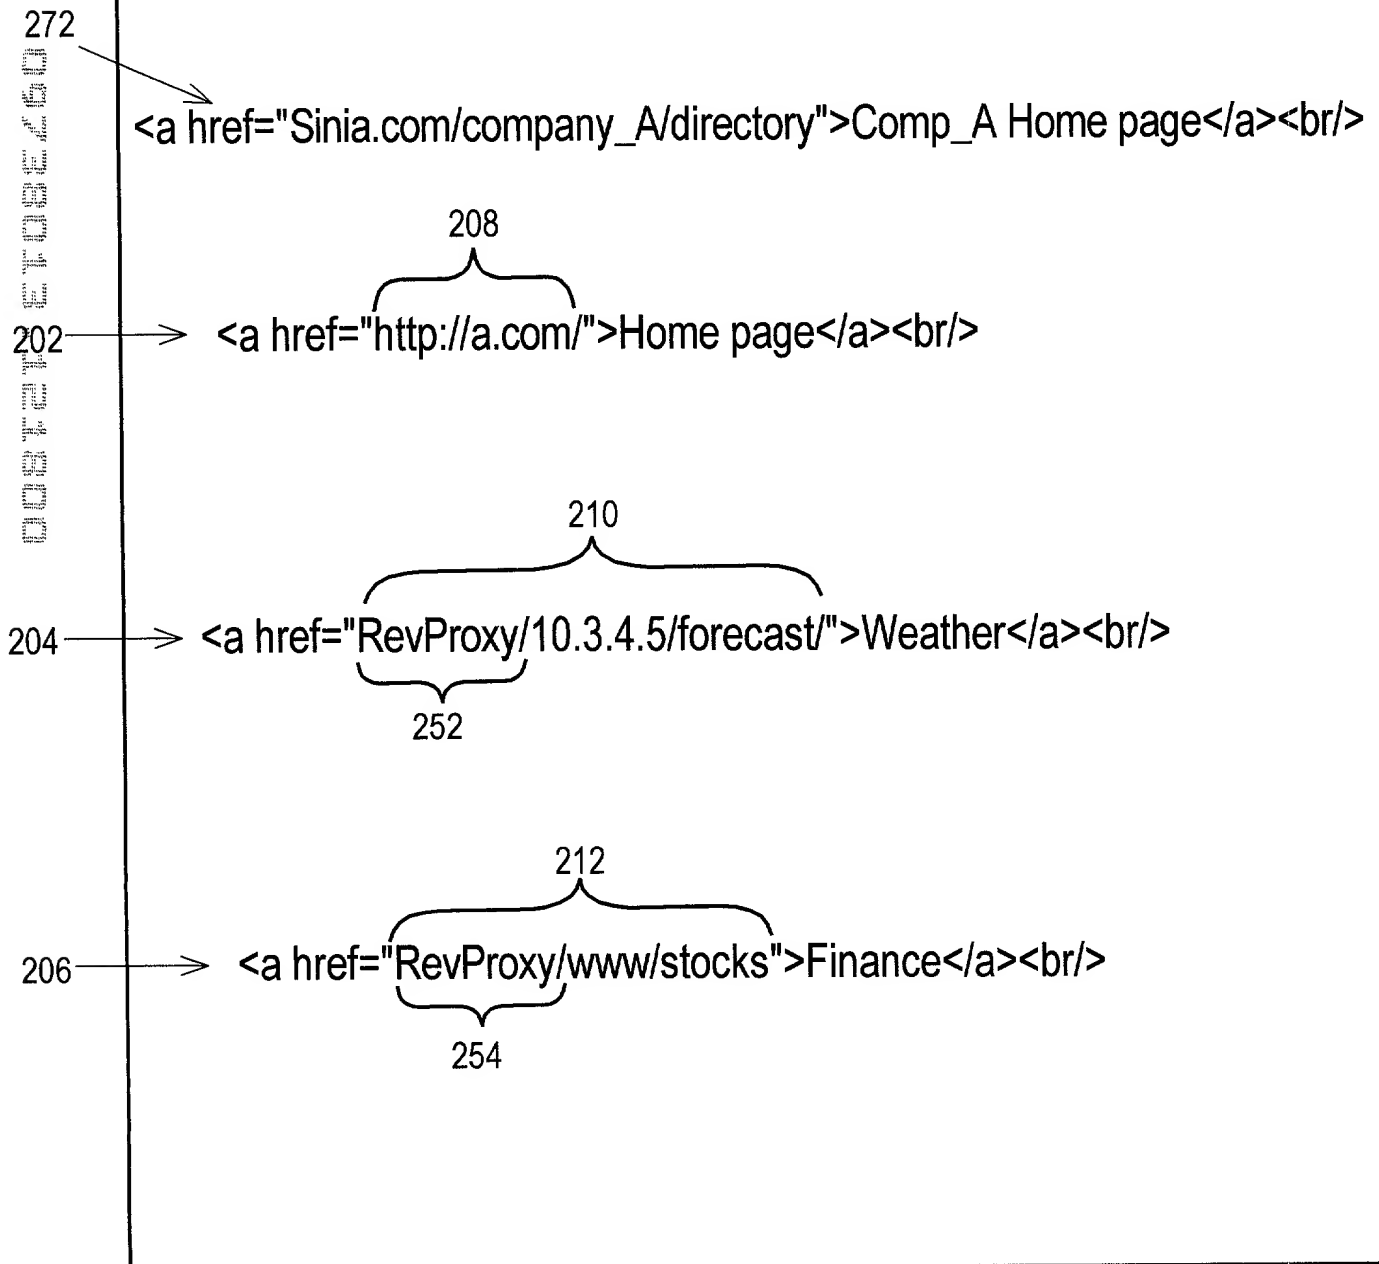 272
<a href="Sinia.com/company_A/directory">Comp_A Home page</a><br/>
208
202
<a href="http://a.com/">Home page</a><br/>
210
204
<a href="RevProxy/10.3.4.5/forecast/">Weather</a><br/>
252
212
206
<a href="RevProxy/www/stocks">Finance</a><br/>
254